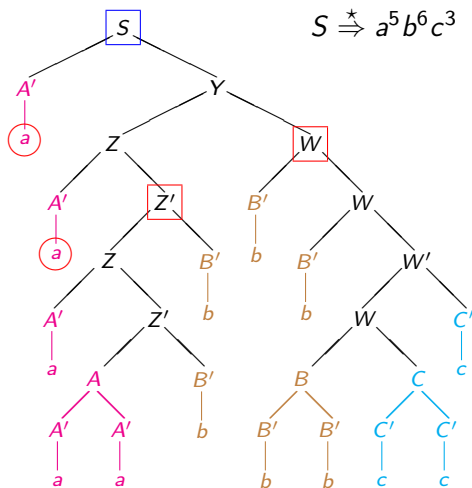 S S ⇒* a⁵b⁶c³
A′ Y
a Z W
A′ Z′ B′ W
a Z B′ b B′ W′
A′ Z′ b b W C′
a A B′ B C c
A′ A′ b B′ B′ C′ C′
a a b b c c